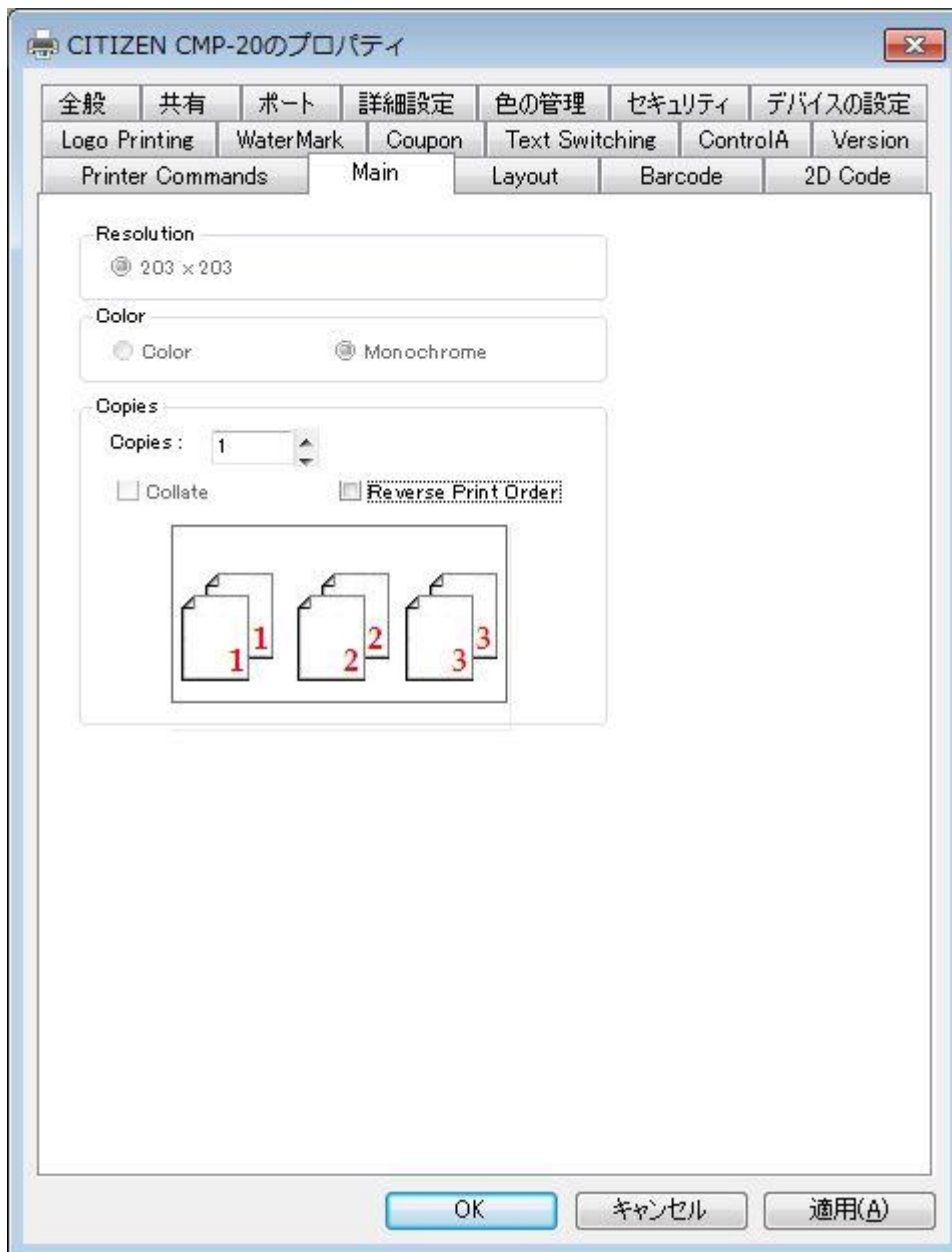 CITIZEN CMP-20のプロパティ
全般 共有 ポート 詳細設定 色の管理 セキュリティ デバイスの設定
Logo Printing WaterMark Coupon Text Switching ControlA Version
Printer Commands Main Layout Barcode 2D Code
Resolution
203 × 203
Color
Color Monochrome
Copies
Copies : 1
Collate Reverse Print Order
1 2 3
1 2 3
OK キャンセル 適用(A)